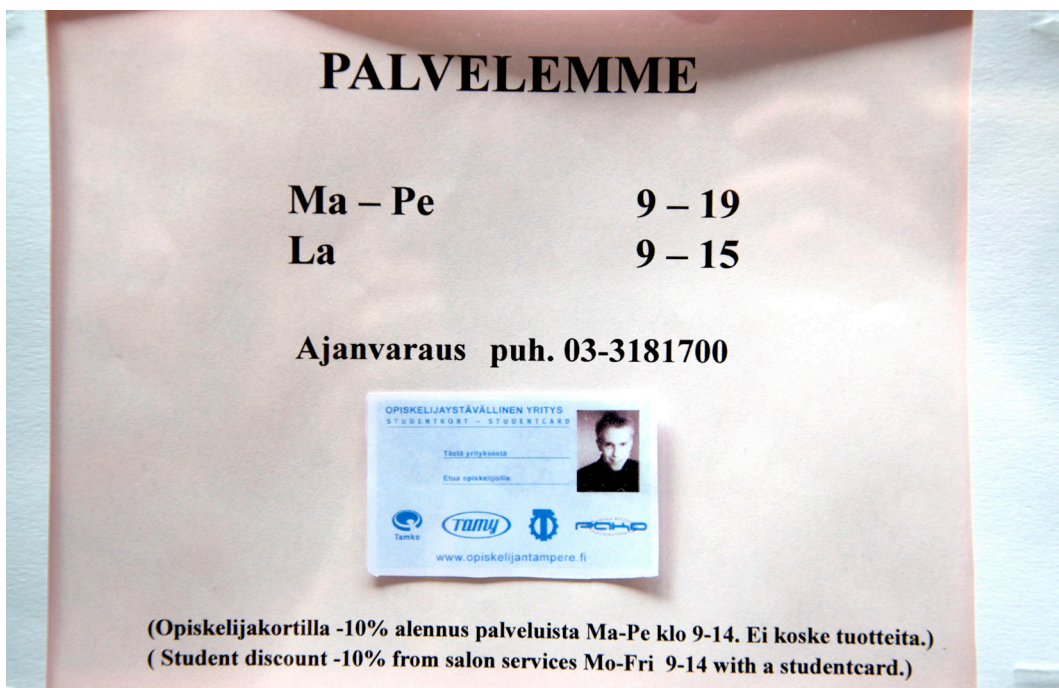 PALVELEMME
Ma – Pe 9 – 19
La 9 – 15
Ajanvaraus puh. 03-3181700
OPISKELIJAYSTÄVÄLLINEN YRITYS
STUDENTKORT – STUDENTCARD
Tästä yrityksestä
Etua opiskelijoille
Tamko TAMY PAKO
www.opiskelijantampere.fi
(Opiskelijakortilla -10% alennus palveluista Ma-Pe klo 9-14. Ei koske tuotteita.)
( Student discount -10% from salon services Mo-Fri 9-14 with a studentcard.)